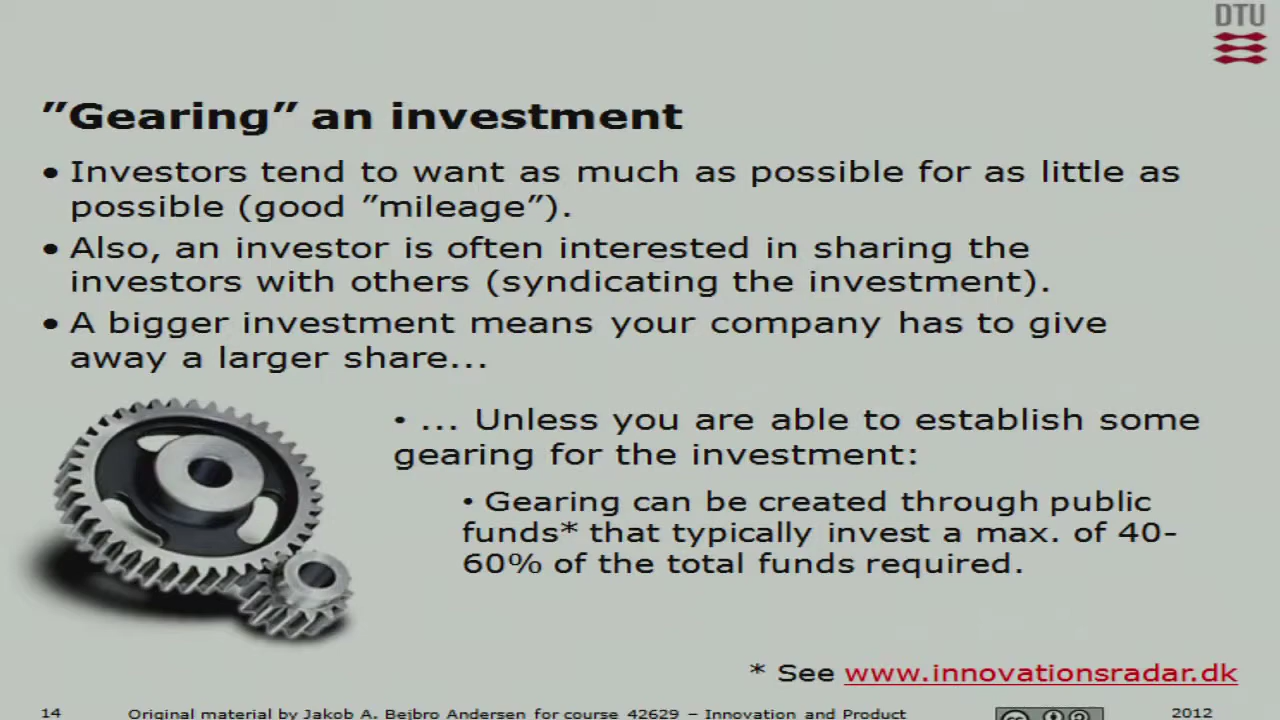 DTU
”Gearing” an investment
• Investors tend to want as much as possible for as little as
possible (good ”mileage”).
• Also, an investor is often interested in sharing the
investors with others (syndicating the investment).
• A bigger investment means your company has to give
away a larger share...
• ... Unless you are able to establish some
gearing for the investment:
• Gearing can be created through public
funds* that typically invest a max. of 40-
60% of the total funds required.
* See www.innovationsradar.dk
14 Original material by Jakob A. Bejbro Andersen for course 42629 – Innovation and Product 2012